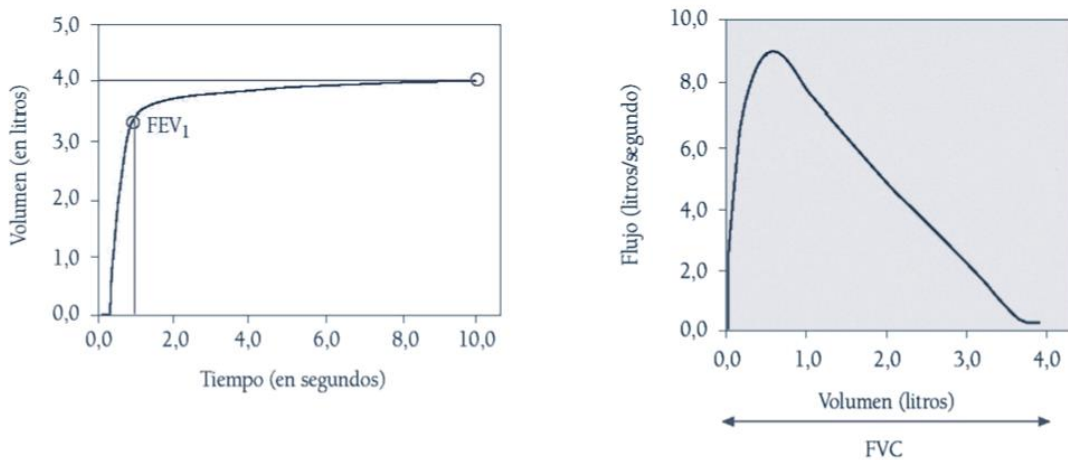 5,0
4,0
3,0
2,0
1,0
0,0
Volumen (en litros)
FEV1
0,0 2,0 4,0 6,0 8,0 10,0
Tiempo (en segundos)
10,0
8,0
6,0
4,0
2,0
0,0
Flujo (litros/segundo)
0,0 1,0 2,0 3,0 4,0
Volumen (litros)
FVC